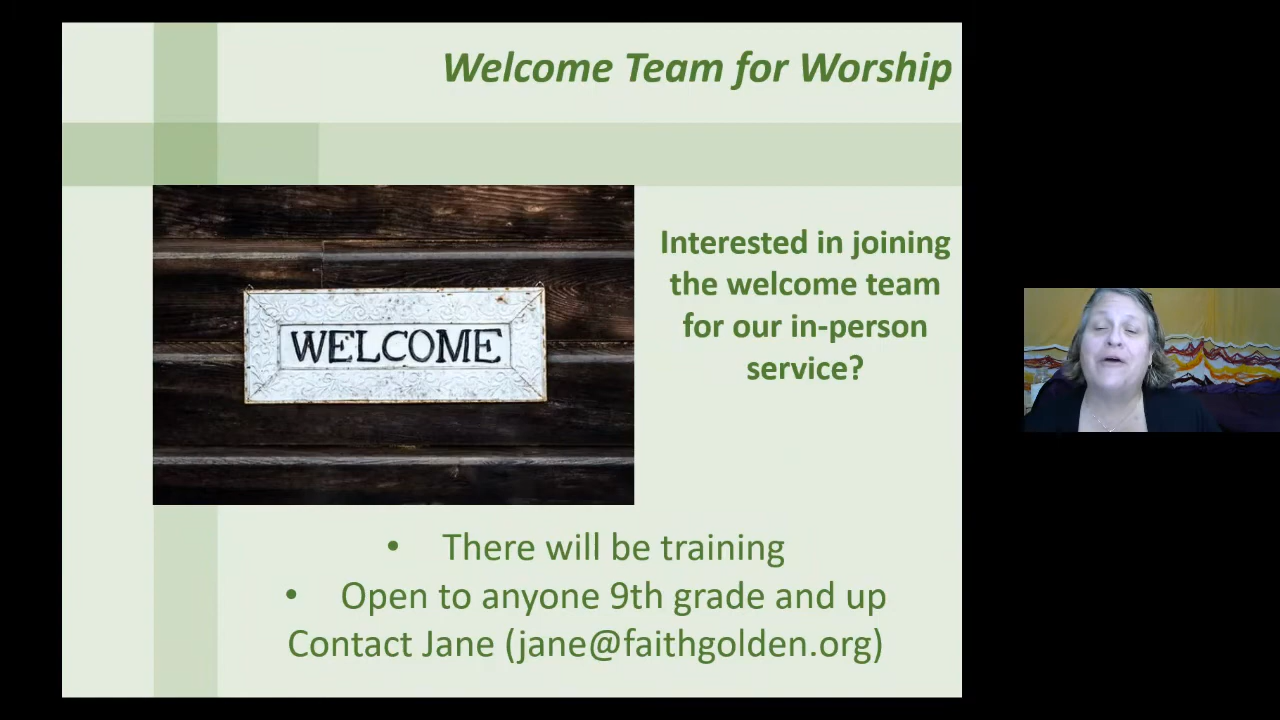 Welcome Team for Worship
WELCOME
Interested in joining
the welcome team
for our in-person
service?
• There will be training
• Open to anyone 9th grade and up
Contact Jane (jane@faithgolden.org)